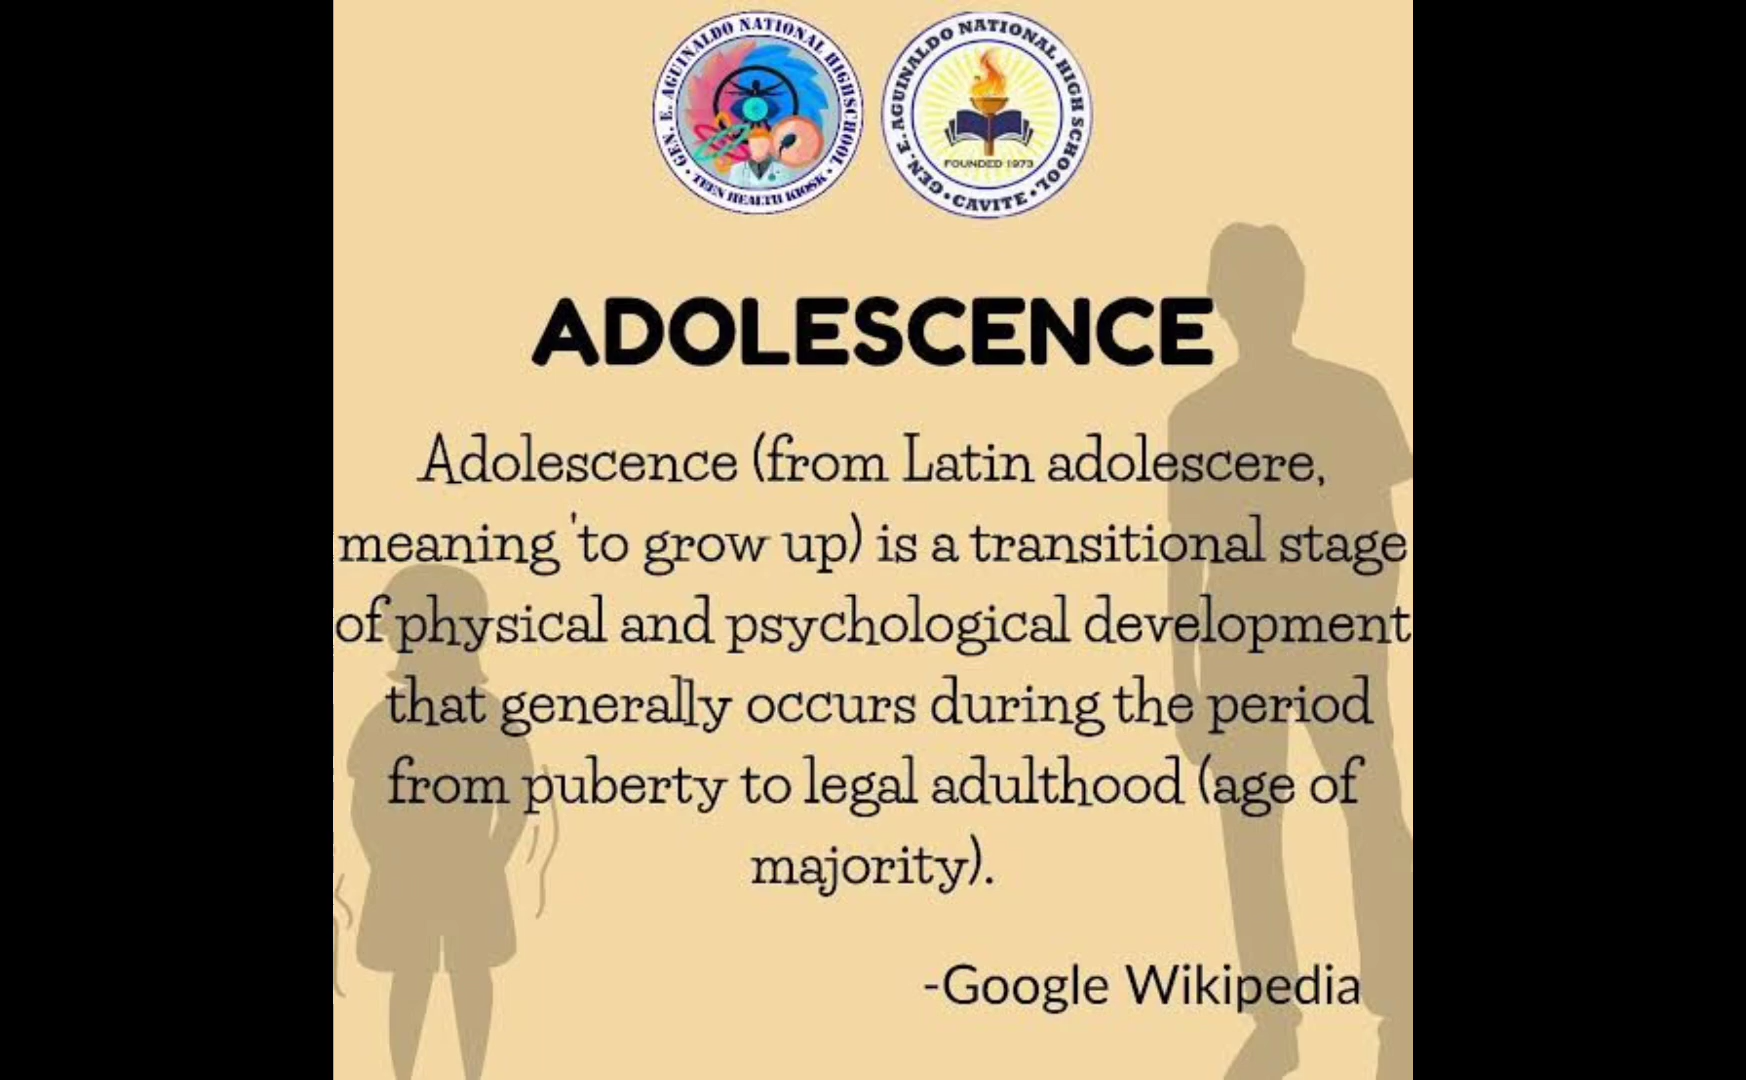 GEN. E. AGUINALDO NATIONAL HIGHSCHOOL
• TEEN HEALTH KIOSK •
GEN. E. AGUINALDO NATIONAL HIGH SCHOOL
FOUNDED 1973
• CAVITE •
ADOLESCENCE
Adolescence (from Latin adolescere,
meaning 'to grow up) is a transitional stage
of physical and psychological development
that generally occurs during the period
from puberty to legal adulthood (age of
majority).
-Google Wikipedia